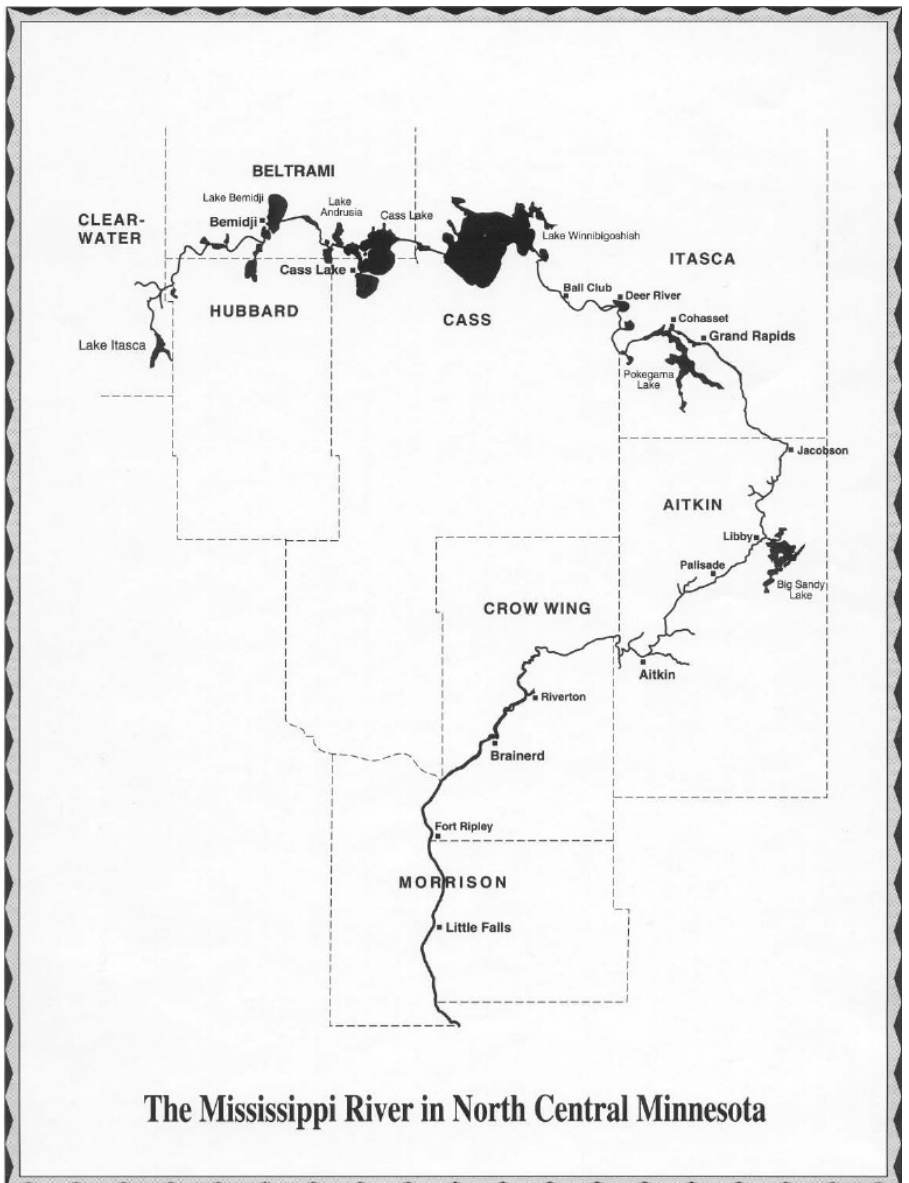 BELTRAMI
Lake Bemidji
Lake
Andrusia
Cass Lake
CLEAR-
WATER
Bemidji
Lake Winnibigoshish
ITASCA
Cass Lake
Ball Club
Deer River
HUBBARD
CASS
Cohasset
Grand Rapids
Lake Itasca
Pokegama
Lake
Jacobson
AITKIN
Libby
Palisade
Big Sandy
Lake
CROW WING
Aitkin
Riverton
Brainerd
Fort Ripley
MORRISON
Little Falls
The Mississippi River in North Central Minnesota